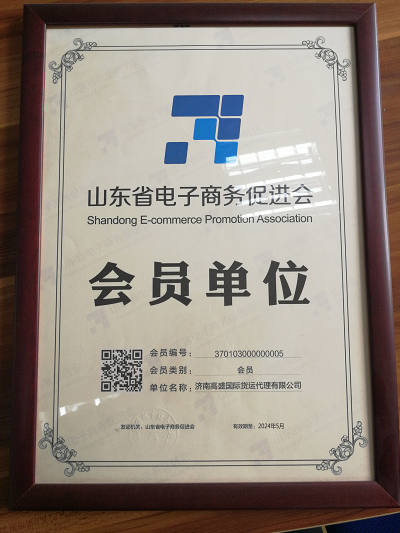 山东省电子商务促进会
Shandong E-commerce Promotion Association
会员单位
会员编号： 370103000000005
会员类别： 会员
单位名称： 济南高盛国际货运代理有限公司
发证机关：山东省电子商务促进会 有效期至：2024年5月